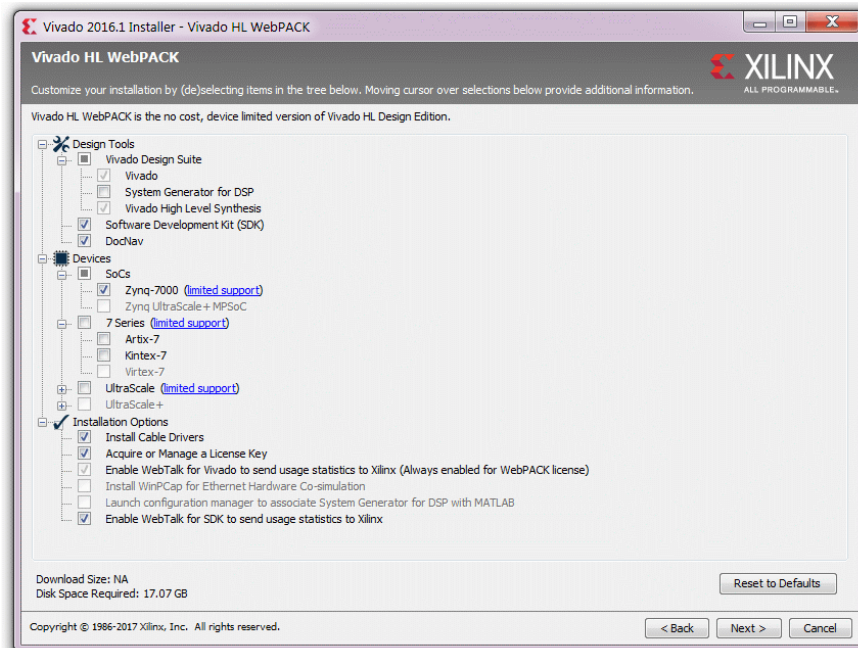 Vivado 2016.1 Installer - Vivado HL WebPACK
Vivado HL WebPACK
XILINX
ALL PROGRAMMABLE.
Customize your installation by (de)selecting items in the tree below. Moving cursor over selections below provide additional information.
Vivado HL WebPACK is the no cost, device limited version of Vivado HL Design Edition.
Design Tools
Vivado Design Suite
Vivado
System Generator for DSP
Vivado High Level Synthesis
Software Development Kit (SDK)
DocNav
Devices
SoCs
Zynq-7000 (limited support)
Zynq UltraScale+ MPSoC
7 Series (limited support)
Artix-7
Kintex-7
Virtex-7
UltraScale (limited support)
UltraScale+
Installation Options
Install Cable Drivers
Acquire or Manage a License Key
Enable WebTalk for Vivado to send usage statistics to Xilinx (Always enabled for WebPACK license)
Install WinPCap for Ethernet Hardware Co-simulation
Launch configuration manager to associate System Generator for DSP with MATLAB
Enable WebTalk for SDK to send usage statistics to Xilinx
Download Size: NA
Disk Space Required: 17.07 GB
Reset to Defaults
Copyright © 1986-2017 Xilinx, Inc. All rights reserved.
< Back Next > Cancel